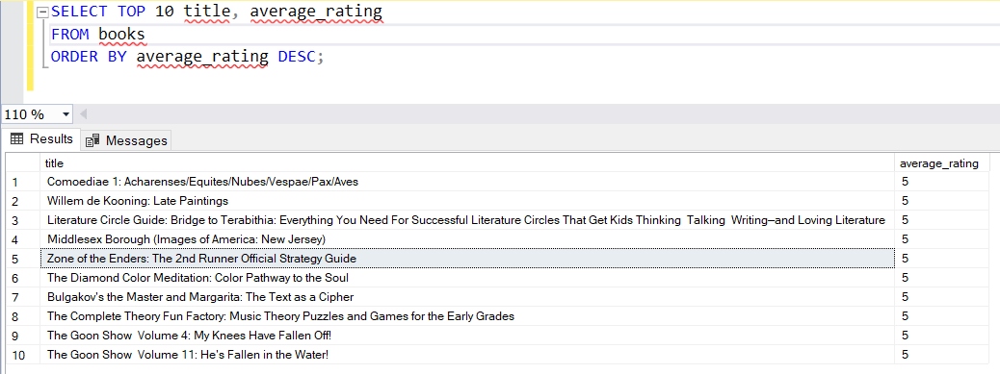 SELECT TOP 10 title, average_rating
FROM books
ORDER BY average_rating DESC;
110 %
Results Messages
title average_rating
1 Comoediae 1: Acharenses/Equites/Nubes/Vespae/Pax/Aves 5
2 Willem de Kooning: Late Paintings 5
3 Literature Circle Guide: Bridge to Terabithia: Everything You Need For Successful Literature Circles That Get Kids Thinking  Talking  Writing—and Loving Literature 5
4 Middlesex Borough (Images of America: New Jersey) 5
5 Zone of the Enders: The 2nd Runner Official Strategy Guide 5
6 The Diamond Color Meditation: Color Pathway to the Soul 5
7 Bulgakov's the Master and Margarita: The Text as a Cipher 5
8 The Complete Theory Fun Factory: Music Theory Puzzles and Games for the Early Grades 5
9 The Goon Show  Volume 4: My Knees Have Fallen Off! 5
10 The Goon Show  Volume 11: He's Fallen in the Water! 5